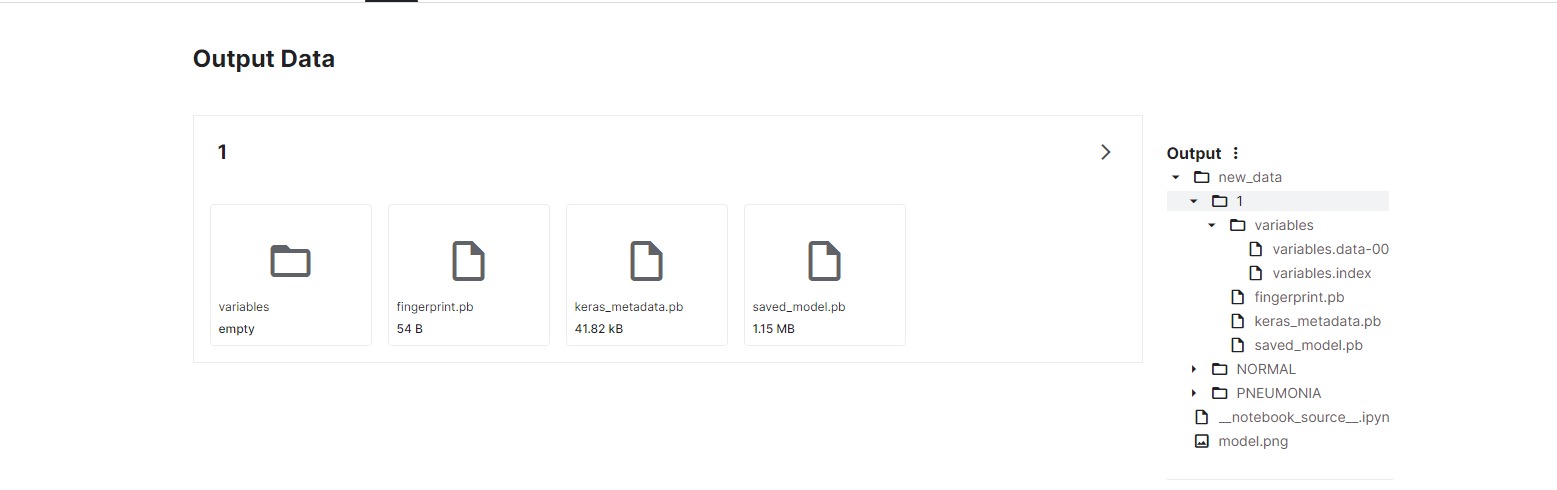 Output Data
1
variables
empty
fingerprint.pb
54 B
keras_metadata.pb
41.82 kB
saved_model.pb
1.15 MB
Output
new_data
1
variables
variables.data-00
variables.index
fingerprint.pb
keras_metadata.pb
saved_model.pb
NORMAL
PNEUMONIA
__notebook_source__.ipyn
model.png